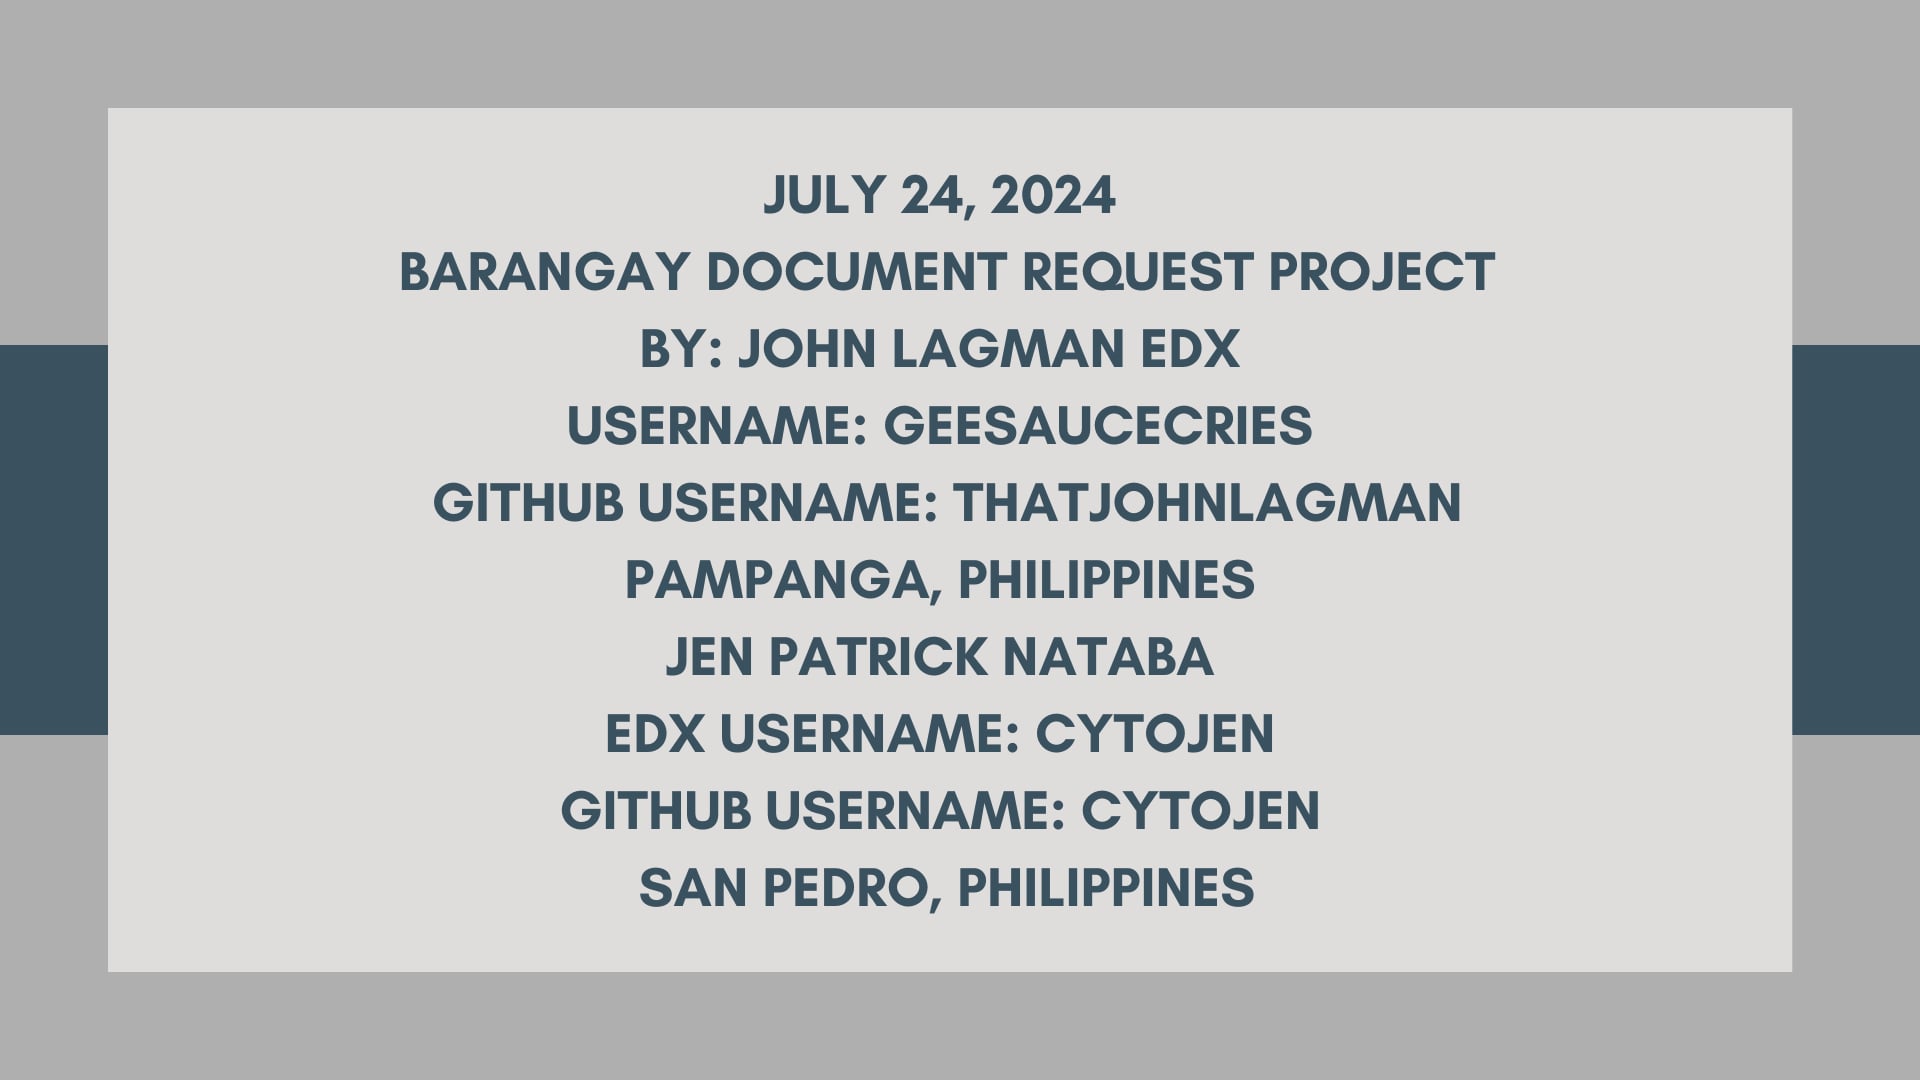 JULY 24, 2024
BARANGAY DOCUMENT REQUEST PROJECT
BY: JOHN LAGMAN EDX
USERNAME: GEESAUCECRIES
GITHUB USERNAME: THATJOHNLAGMAN
PAMPANGA, PHILIPPINES
JEN PATRICK NATABA
EDX USERNAME: CYTOJEN
GITHUB USERNAME: CYTOJEN
SAN PEDRO, PHILIPPINES